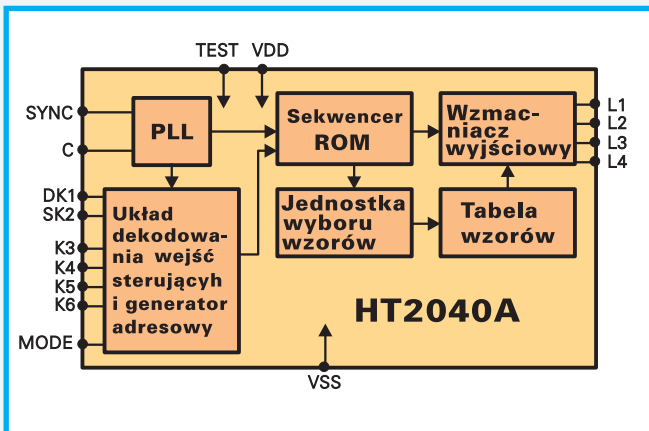 TEST VDD
SYNC
C
PLL
Sekwencer
ROM
Wzmac-
niacz
wyjściowy
L1
L2
L3
L4
DK1
SK2
K3
K4
K5
K6
MODE
Układ
dekodowa-
nia wejść
sterująch
i generator
adresowy
Jednostka
wyboru
wzorów
Tabela
wzorów
HT2040A
VSS